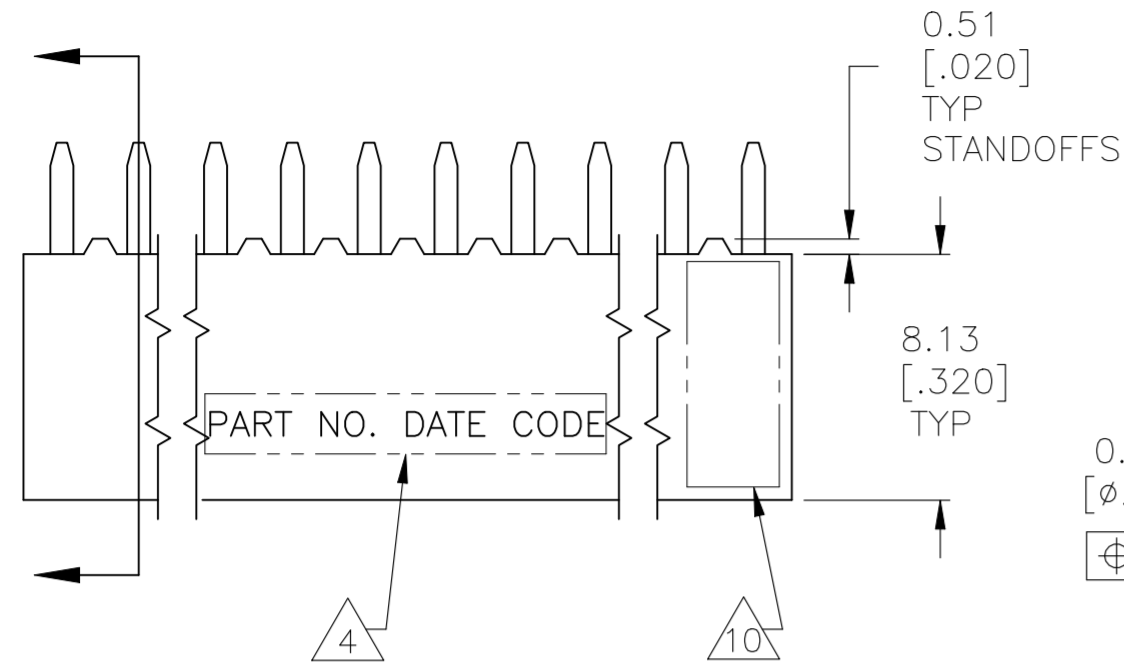 0.51
[.020]
TYP
STANDOFFS
8.13
[.320]
TYP
PART NO. DATE CODE
0.
[ø.
4
10